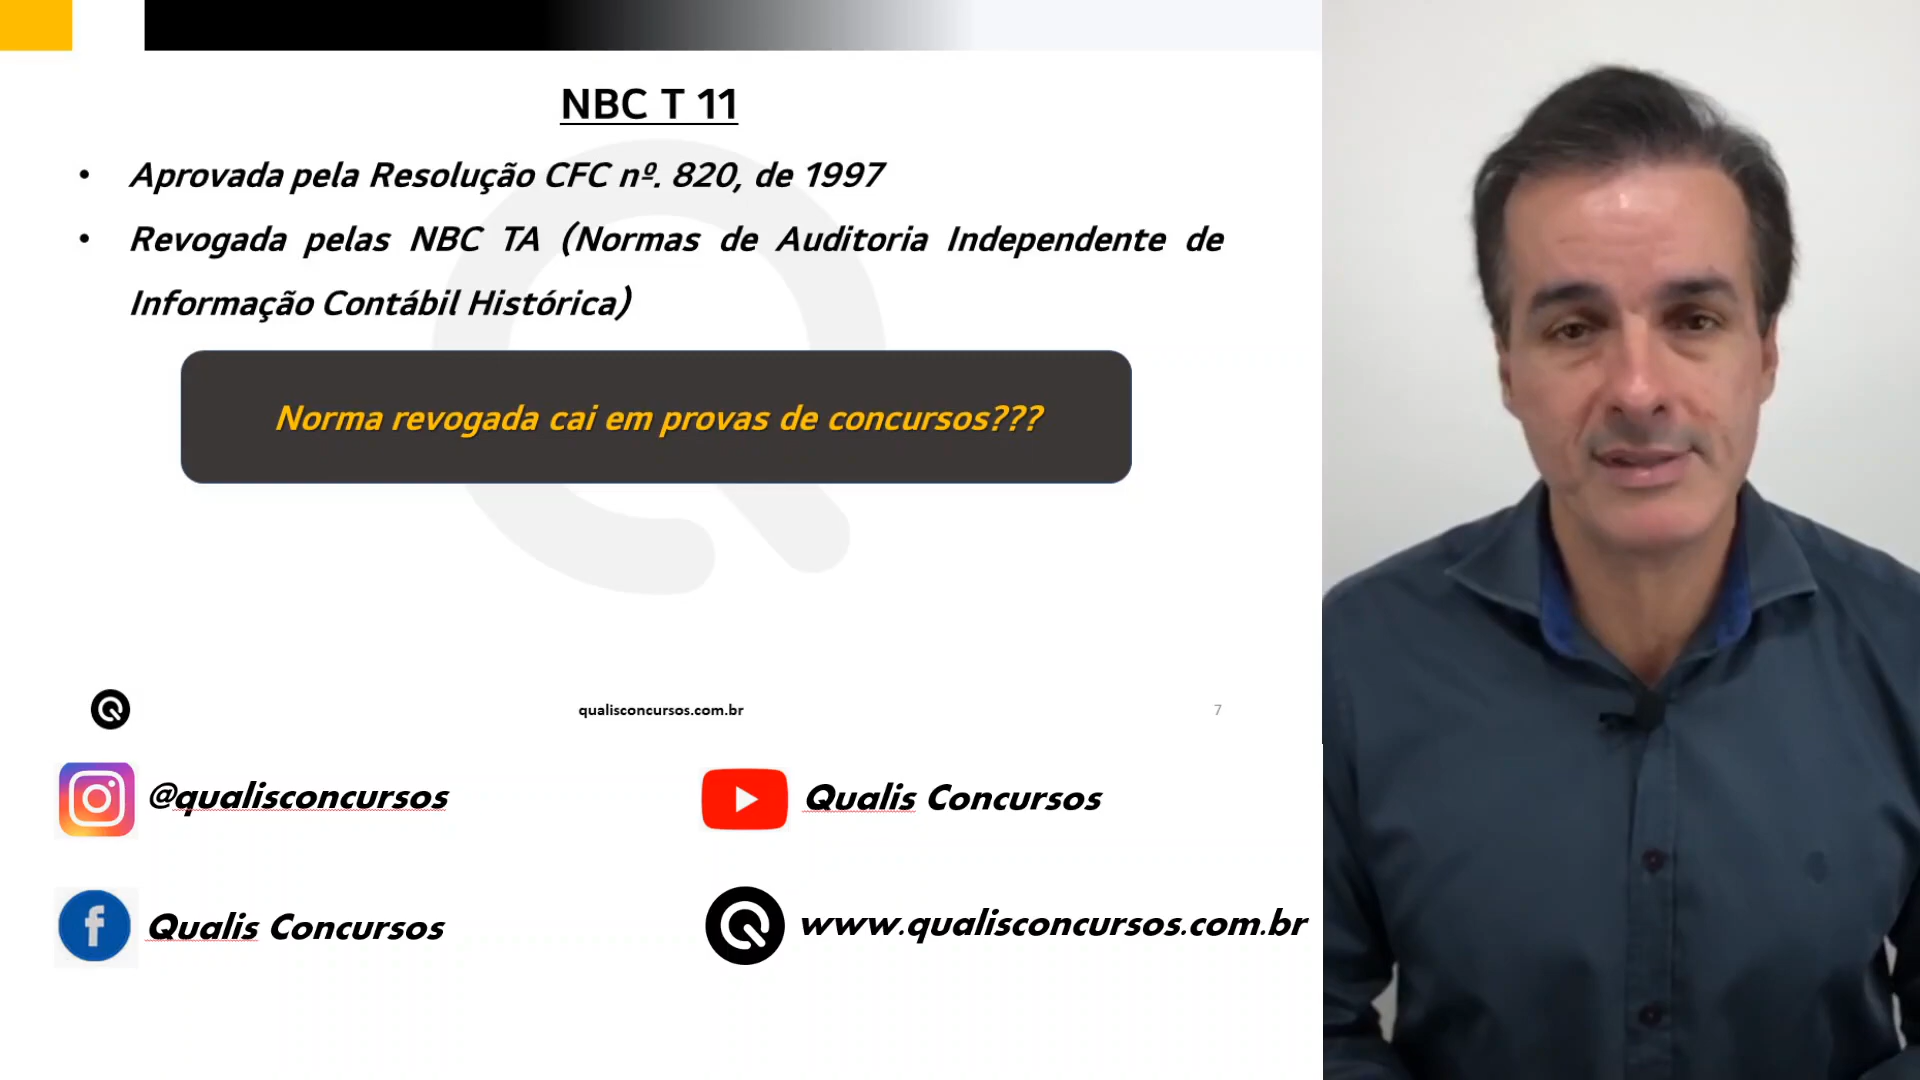 NBC T 11
• Aprovada pela Resolução CFC nº. 820, de 1997
• Revogada pelas NBC TA (Normas de Auditoria Independente de
Informação Contábil Histórica)
Norma revogada cai em provas de concursos???
qualisconcursos.com.br
7
@qualisconcursos
Qualis Concursos
Qualis Concursos
www.qualisconcursos.com.br